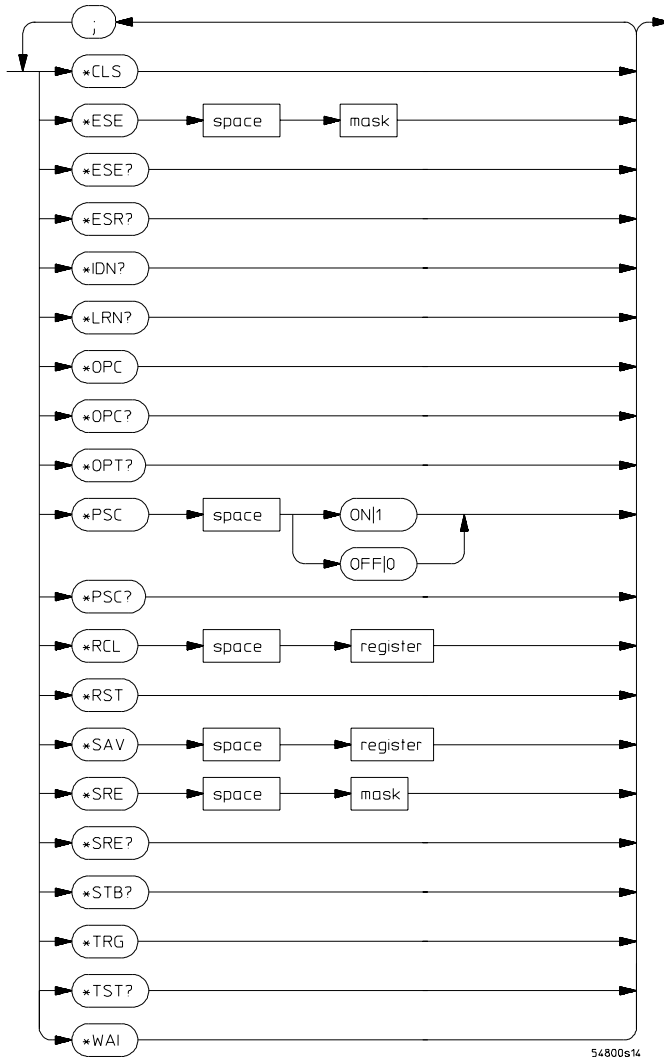 ;
*CLS
*ESE space mask
*ESE?
*ESR?
*IDN?
*LRN?
*OPC
*OPC?
*OPT?
*PSC space ON|1
OFF|0
*PSC?
*RCL space register
*RST
*SAV space register
*SRE space mask
*SRE?
*STB?
*TRG
*TST?
*WAI
54800s14